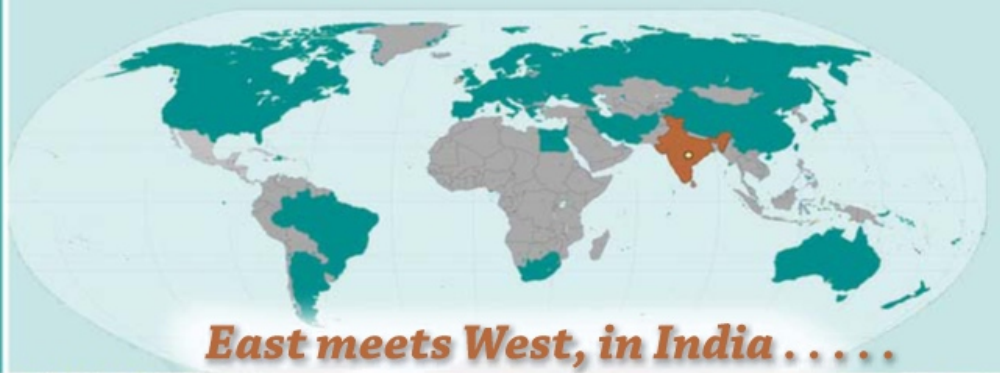 East meets West, in India . . . . .